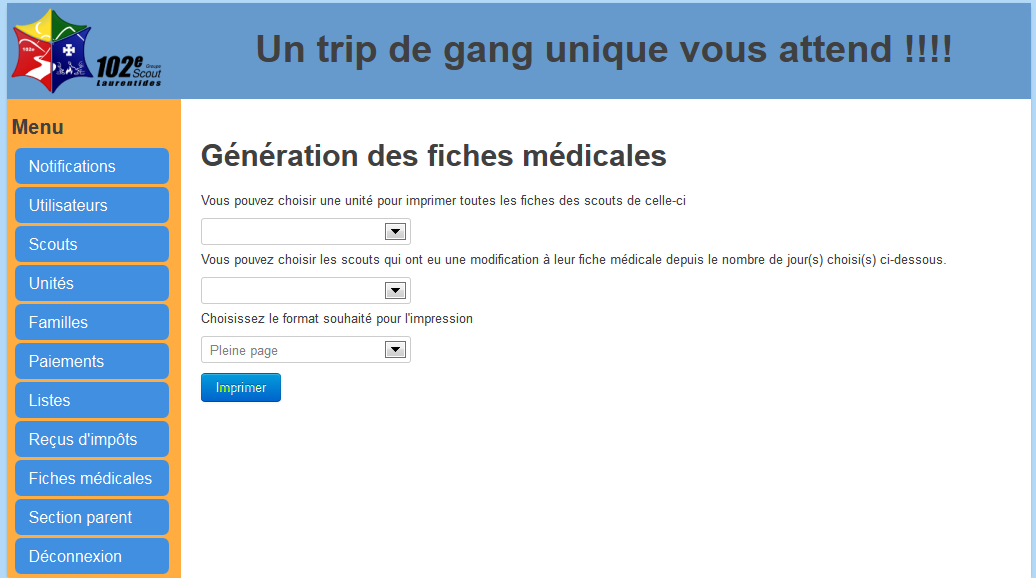 102e
102e Groupe
Scout
Laurentides
Un trip de gang unique vous attend !!!!
Menu
Notifications
Utilisateurs
Scouts
Unités
Familles
Paiements
Listes
Reçus d'impôts
Fiches médicales
Section parent
Déconnexion
Génération des fiches médicales
Vous pouvez choisir une unité pour imprimer toutes les fiches des scouts de celle-ci
Vous pouvez choisir les scouts qui ont eu une modification à leur fiche médicale depuis le nombre de jour(s) choisi(s) ci-dessous.
Choisissez le format souhaité pour l'impression
Pleine page
Imprimer